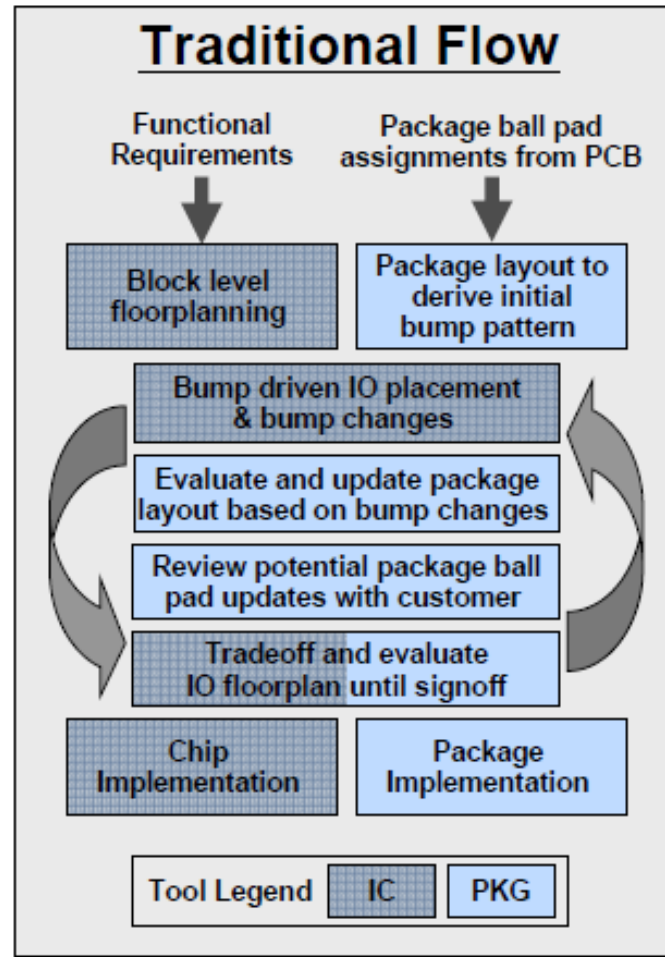 Traditional Flow
Functional
Requirements
Package ball pad
assignments from PCB
Block level
floorplanning
Package layout to
derive initial
bump pattern
Bump driven IO placement
& bump changes
Evaluate and update package
layout based on bump changes
Review potential package ball
pad updates with customer
Tradeoff and evaluate
IO floorplan until signoff
Chip
Implementation
Package
Implementation
Tool Legend
IC
PKG